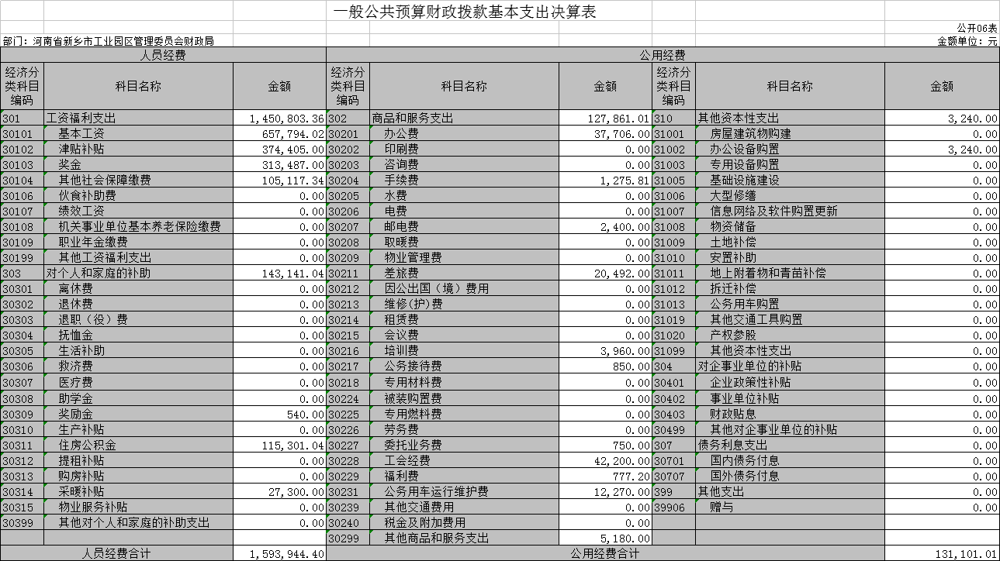 一般公共预算财政拨款基本支出决算表
公开06表
部门：河南省新乡市工业园区管理委员会财政局 金额单位：元
人员经费 公用经费
经济分类科目编码 科目名称 金额 经济分类科目编码 科目名称 金额 经济分类科目编码 科目名称 金额
301 工资福利支出 1,450,803.36 302 商品和服务支出 127,861.01 310 其他资本性支出 3,240.00
30101 基本工资 657,794.02 30201 办公费 37,706.00 31001 房屋建筑物购建 0.00
30102 津贴补贴 374,405.00 30202 印刷费 0.00 31002 办公设备购置 3,240.00
30103 奖金 313,487.00 30203 咨询费 0.00 31003 专用设备购置 0.00
30104 其他社会保障缴费 105,117.34 30204 手续费 1,275.81 31005 基础设施建设 0.00
30106 伙食补助费 0.00 30205 水费 0.00 31006 大型修缮 0.00
30107 绩效工资 0.00 30206 电费 0.00 31007 信息网络及软件购置更新 0.00
30108 机关事业单位基本养老保险缴费 0.00 30207 邮电费 2,400.00 31008 物资储备 0.00
30109 职业年金缴费 0.00 30208 取暖费 0.00 31009 土地补偿 0.00
30199 其他工资福利支出 0.00 30209 物业管理费 0.00 31010 安置补助 0.00
303 对个人和家庭的补助 143,141.04 30211 差旅费 20,492.00 31011 地上附着物和青苗补偿 0.00
30301 离休费 0.00 30212 因公出国（境）费用 0.00 31012 拆迁补偿 0.00
30302 退休费 0.00 30213 维修(护)费 0.00 31013 公务用车购置 0.00
30303 退职（役）费 0.00 30214 租赁费 0.00 31019 其他交通工具购置 0.00
30304 抚恤金 0.00 30215 会议费 0.00 31020 产权参股 0.00
30305 生活补助 0.00 30216 培训费 3,960.00 31099 其他资本性支出 0.00
30306 救济费 0.00 30217 公务接待费 850.00 304 对企事业单位的补贴 0.00
30307 医疗费 0.00 30218 专用材料费 0.00 30401 企业政策性补贴 0.00
30308 助学金 0.00 30224 被装购置费 0.00 30402 事业单位补贴 0.00
30309 奖励金 540.00 30225 专用燃料费 0.00 30403 财政贴息 0.00
30310 生产补贴 0.00 30226 劳务费 0.00 30499 其他对企事业单位的补贴 0.00
30311 住房公积金 115,301.04 30227 委托业务费 750.00 307 债务利息支出 0.00
30312 提租补贴 0.00 30228 工会经费 42,200.00 30701 国内债务付息 0.00
30313 购房补贴 0.00 30229 福利费 777.20 30707 国外债务付息 0.00
30314 采暖补贴 27,300.00 30231 公务用车运行维护费 12,270.00 399 其他支出 0.00
30315 物业服务补贴 0.00 30239 其他交通费用 0.00 39906 赠与 0.00
30399 其他对个人和家庭的补助支出 0.00 30240 税金及附加费用 0.00
30299 其他商品和服务支出 5,180.00
人员经费合计 1,593,944.40 公用经费合计 131,101.01